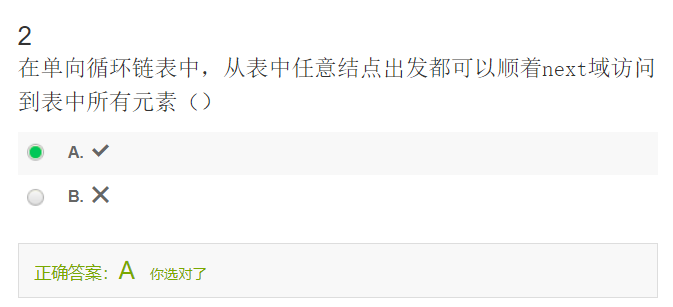 2
在单向循环链表中，从表中任意结点出发都可以顺着next域访问
到表中所有元素（）
A. ✓
B. ✕
正确答案：A 你选对了